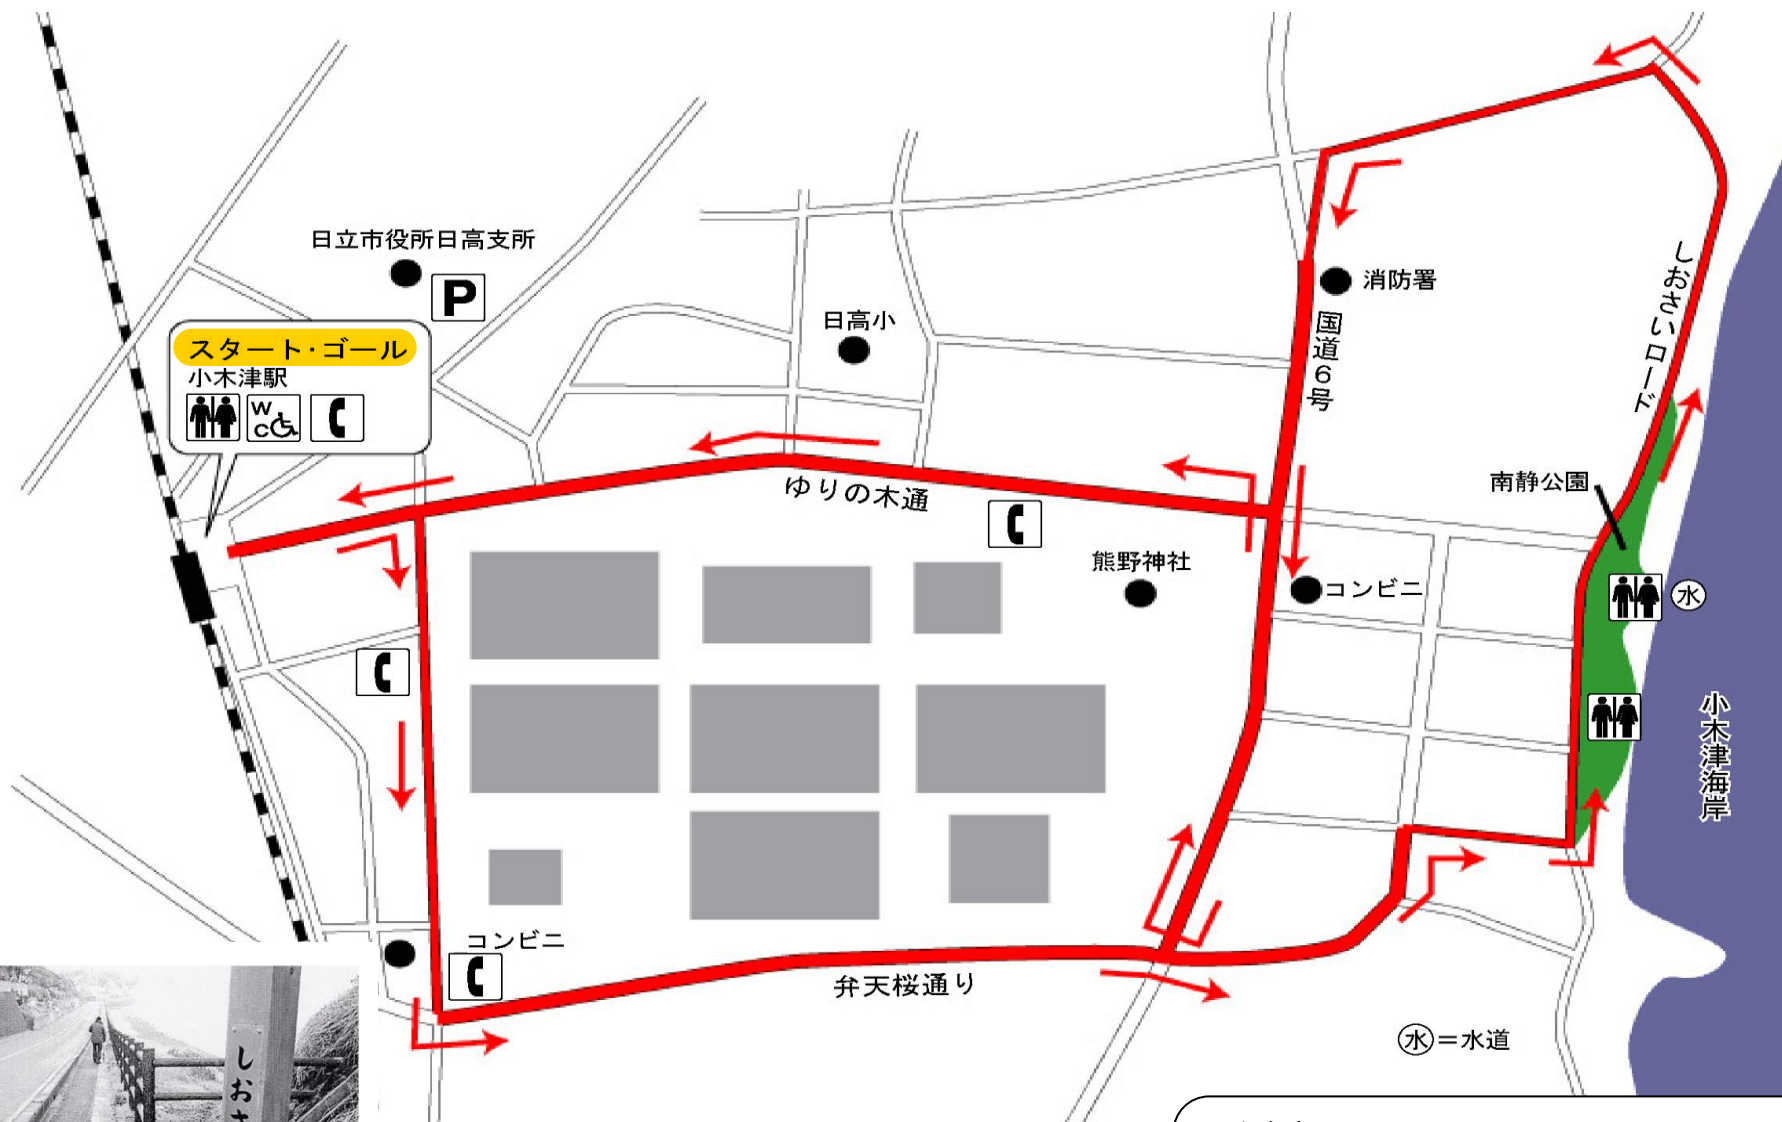 日立市役所日高支所
P
スタート・ゴール
小木津駅
WC
日高小
消防署
国道6号
しおさいロード
南静公園
ゆりの木通
熊野神社
コンビニ
水
小木津海岸
コンビニ
弁天桜通り
水=水道
しおさ